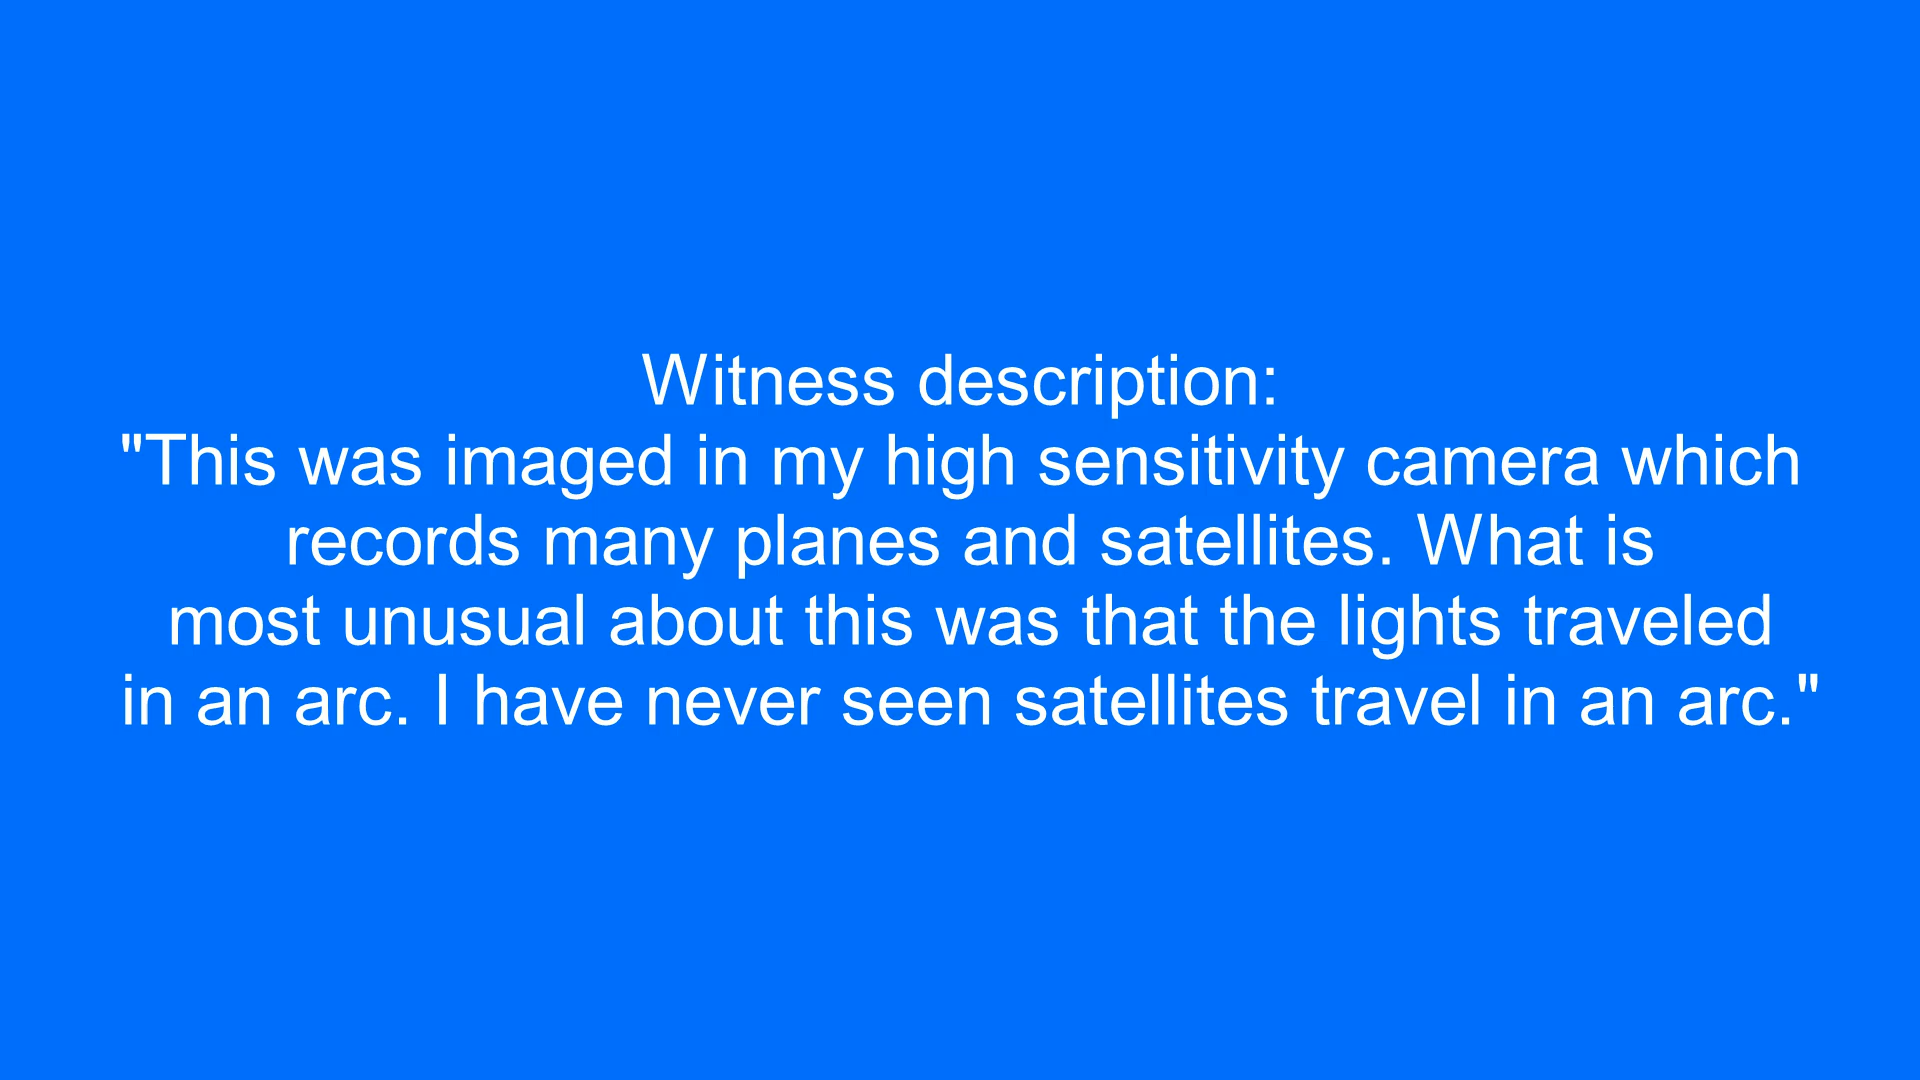 Witness description:
"This was imaged in my high sensitivity camera which
records many planes and satellites. What is
most unusual about this was that the lights traveled
in an arc. I have never seen satellites travel in an arc."